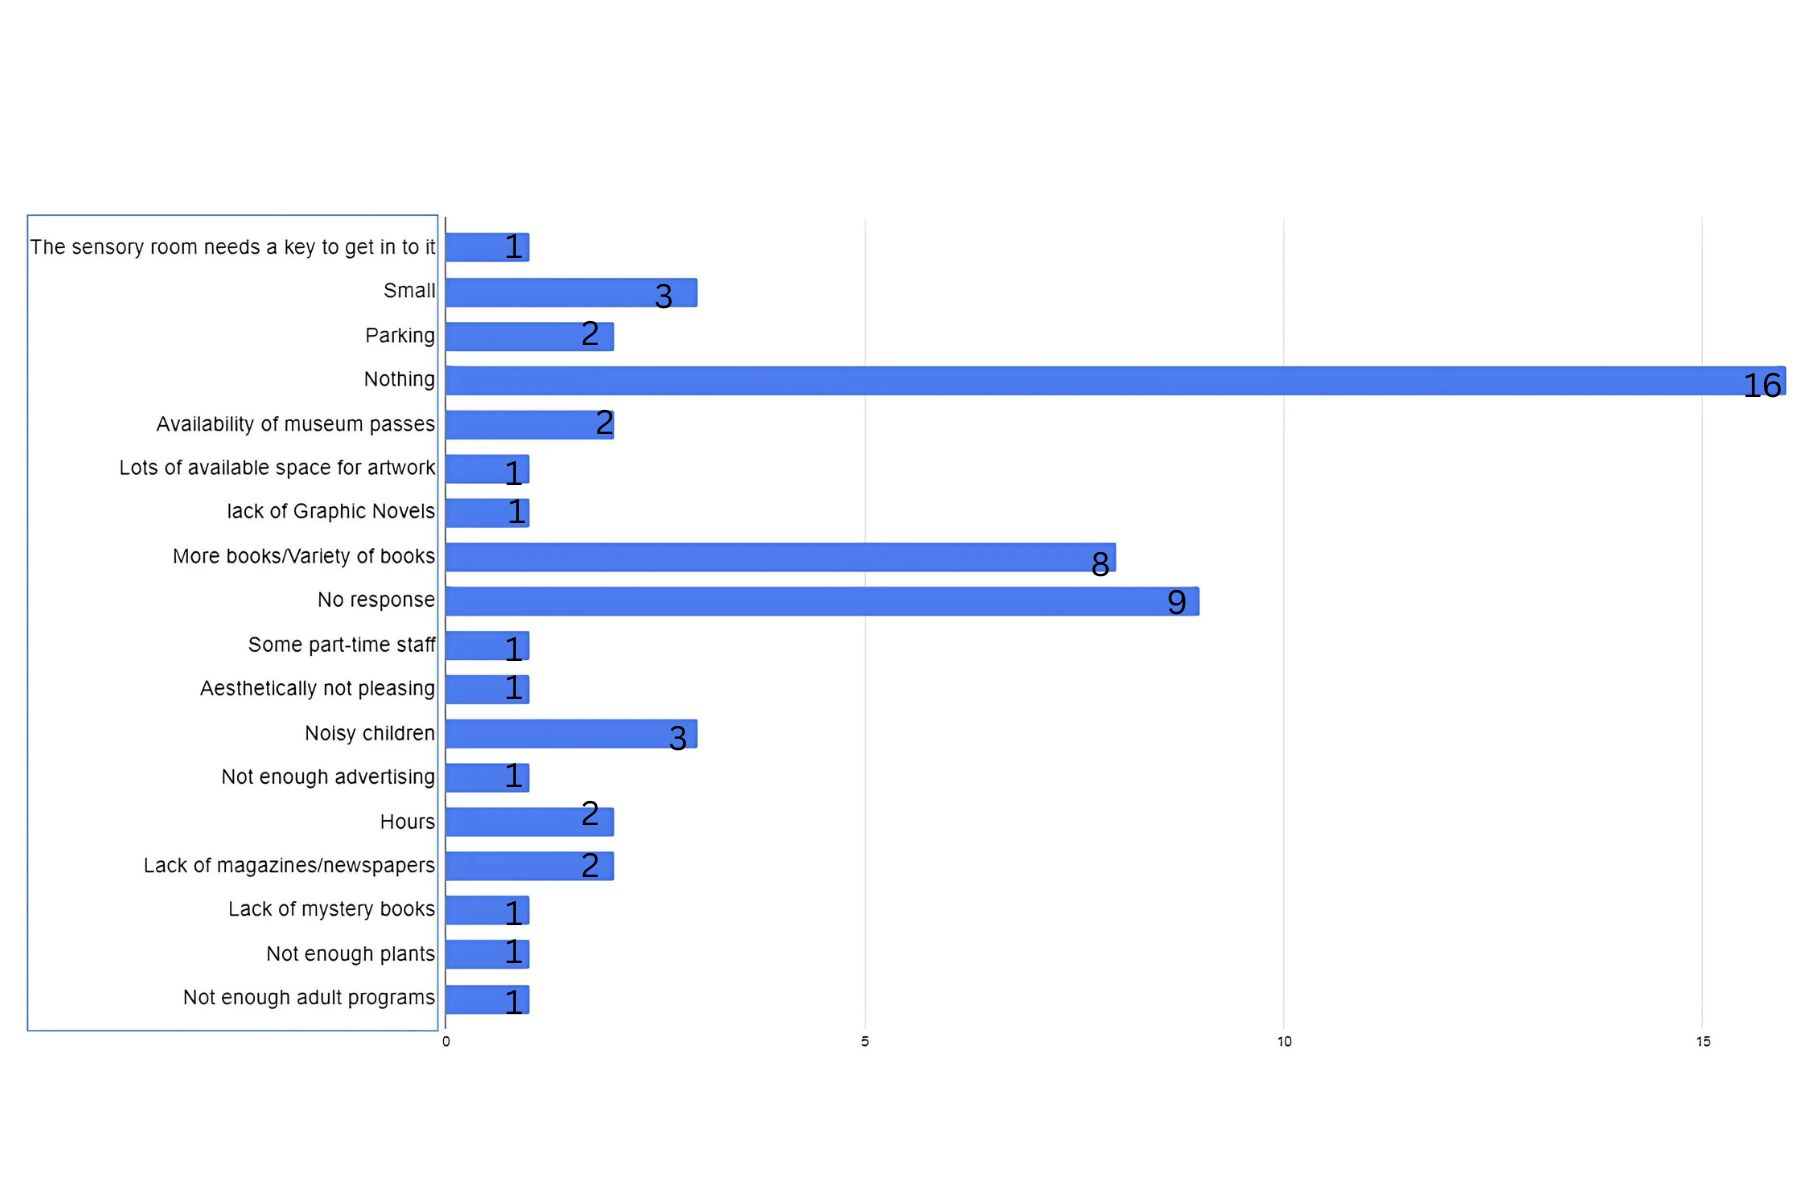 The sensory room needs a key to get in to it 1
Small 3
Parking 2
Nothing 16
Availability of museum passes 2
Lots of available space for artwork 1
lack of Graphic Novels 1
More books/Variety of books 8
No response 9
Some part-time staff 1
Aesthetically not pleasing 1
Noisy children 3
Not enough advertising 1
Hours 2
Lack of magazines/newspapers 2
Lack of mystery books 1
Not enough plants 1
Not enough adult programs 1
0 5 10 15